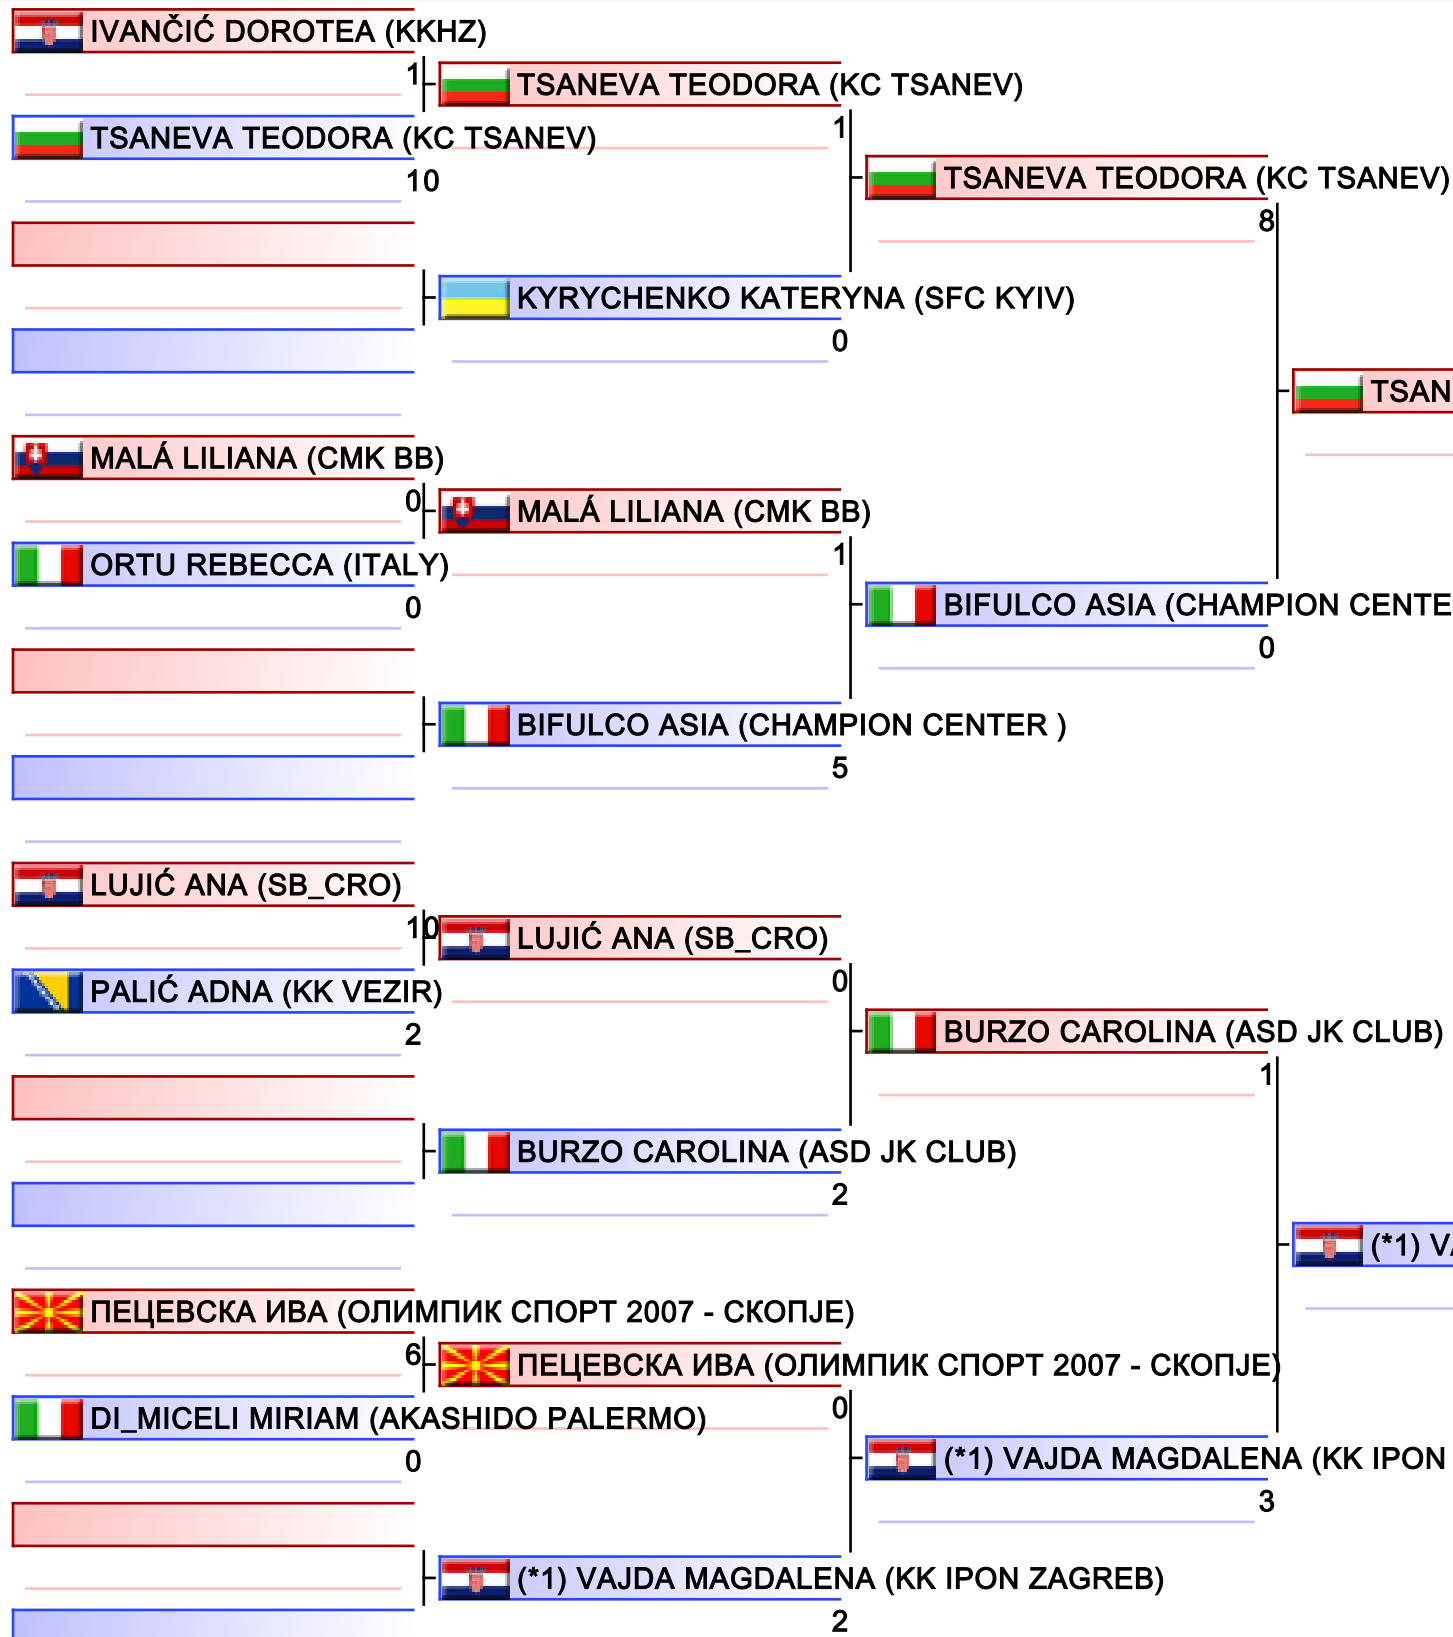 IVANČIĆ DOROTEA (KKHZ)
1
TSANEVA TEODORA (KC TSANEV)
TSANEVA TEODORA (KC TSANEV)
1
10
TSANEVA TEODORA (KC TSANEV)
8
KYRYCHENKO KATERYNA (SFC KYIV)
0
TSAN
MALÁ LILIANA (CMK BB)
0
MALÁ LILIANA (CMK BB)
ORTU REBECCA (ITALY)
1
0
BIFULCO ASIA (CHAMPION CENTE
0
BIFULCO ASIA (CHAMPION CENTER )
5
LUJIĆ ANA (SB_CRO)
10
LUJIĆ ANA (SB_CRO)
PALIĆ ADNA (KK VEZIR)
0
2
BURZO CAROLINA (ASD JK CLUB)
1
BURZO CAROLINA (ASD JK CLUB)
2
(*1) VA
ПЕЦЕВСКА ИВА (ОЛИМПИК СПОРТ 2007 - СКОПЈЕ)
6
ПЕЦЕВСКА ИВА (ОЛИМПИК СПОРТ 2007 - СКОПЈЕ)
DI_MICELI MIRIAM (AKASHIDO PALERMO)
0
0
(*1) VAJDA MAGDALENA (KK IPON
3
(*1) VAJDA MAGDALENA (KK IPON ZAGREB)
2